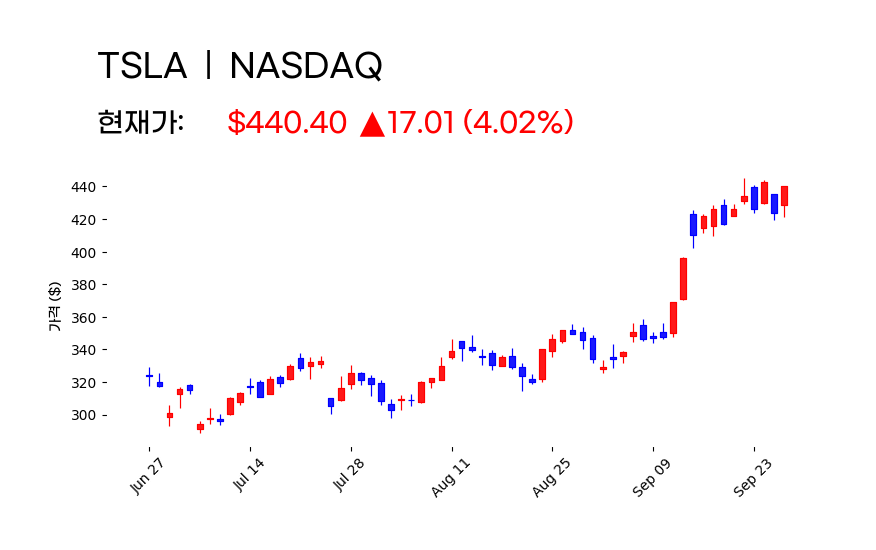 TSLA | NASDAQ
현재가: $440.40 ▲17.01 (4.02%)
440
420
400
380
360
340
320
300
가격 ($)
Jun 27
Jul 14
Jul 28
Aug 11
Aug 25
Sep 09
Sep 23